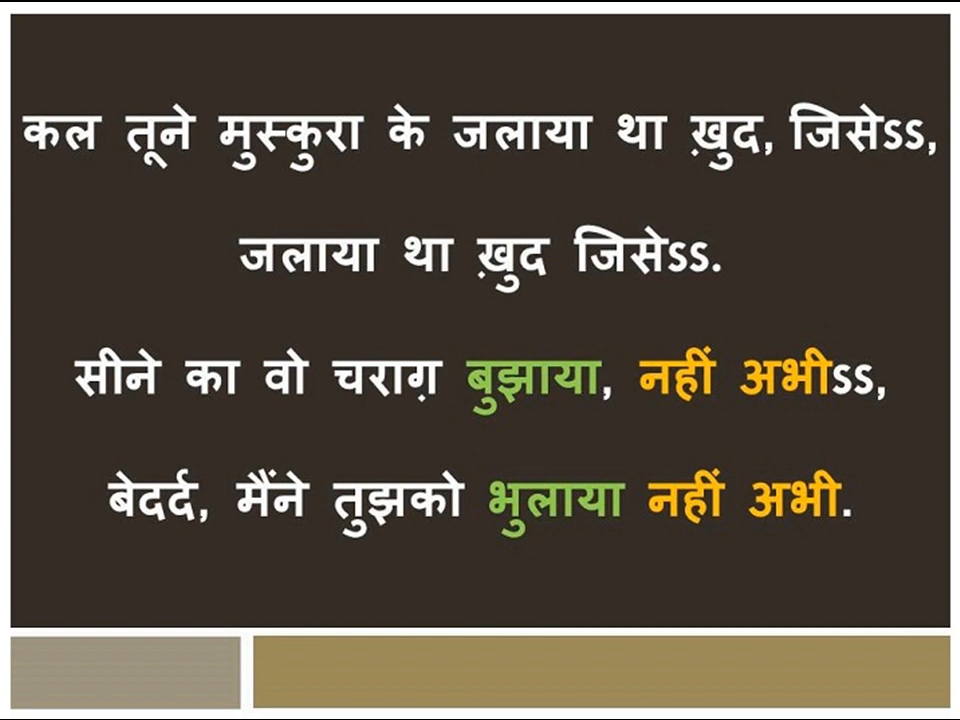 कल तूने मुस्कुरा के जलाया था ख़ुद, जिसेऽऽ,
जलाया था ख़ुद जिसेऽऽ.
सीने का वो चराग़ बुझाया, नहीं अभीऽऽ,
बेदर्द, मैंने तुझको भुलाया नहीं अभी.